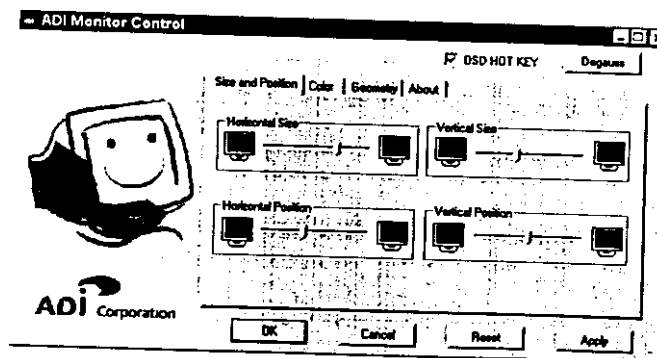 ADI Monitor Control
OSD HOT KEY Degauss
Size and Position Color Geometry About
Horizontal Size Vertical Size
Horizontal Position Vertical Position
ADI Corporation
OK Cancel Reset Apply